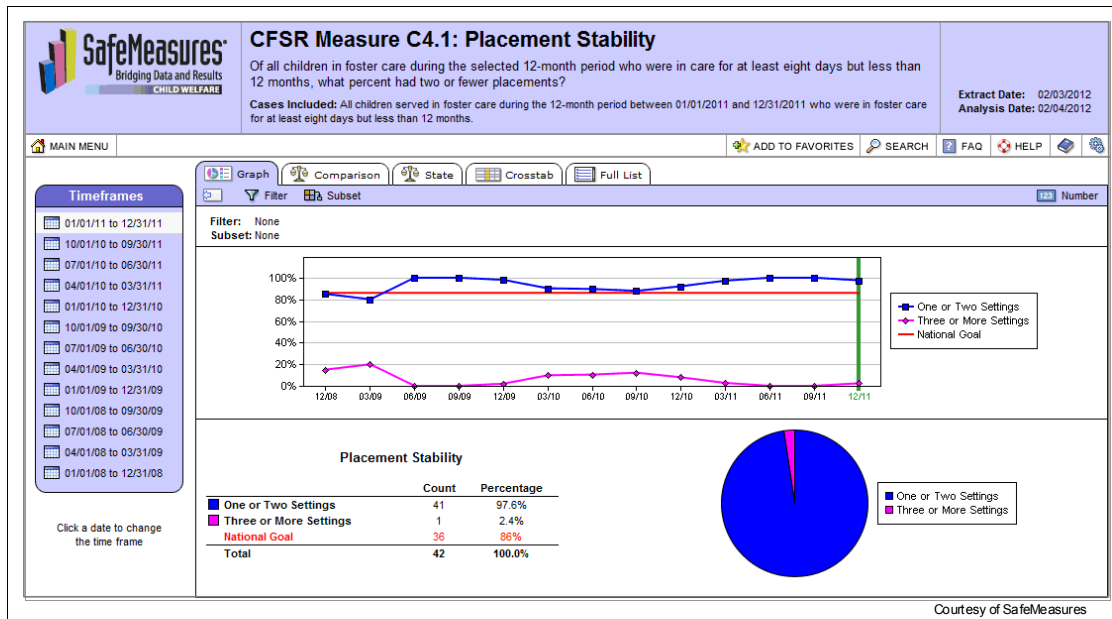 SafeMeasures®
Bridging Data and Results
CHILD WELFARE
CFSR Measure C4.1: Placement Stability
Of all children in foster care during the selected 12-month period who were in care for at least eight days but less than
12 months, what percent had two or fewer placements?
Cases Included: All children served in foster care during the 12-month period between 01/01/2011 and 12/31/2011 who were in foster care
for at least eight days but less than 12 months.
Extract Date: 02/03/2012
Analysis Date: 02/04/2012
MAIN MENU
ADD TO FAVORITES
SEARCH
FAQ
HELP
Timeframes
01/01/11 to 12/31/11
10/01/10 to 09/30/11
07/01/10 to 06/30/11
04/01/10 to 03/31/11
01/01/10 to 12/31/10
10/01/09 to 09/30/10
07/01/09 to 06/30/10
04/01/09 to 03/31/10
01/01/09 to 12/31/09
10/01/08 to 09/30/09
07/01/08 to 06/30/09
04/01/08 to 03/31/09
01/01/08 to 12/31/08
Click a date to change
the time frame
Graph
Comparison
State
Crosstab
Full List
Filter
Subset
123 Number
Filter: None
Subset: None
100%
80%
60%
40%
20%
0%
12/08 03/09 06/09 09/09 12/09 03/10 06/10 09/10 12/10 03/11 06/11 09/11 12/11
One or Two Settings
Three or More Settings
National Goal
Placement Stability
Count Percentage
One or Two Settings 41 97.6%
Three or More Settings 1 2.4%
National Goal 36 86%
Total 42 100.0%
One or Two Settings
Three or More Settings
Courtesy of SafeMeasures